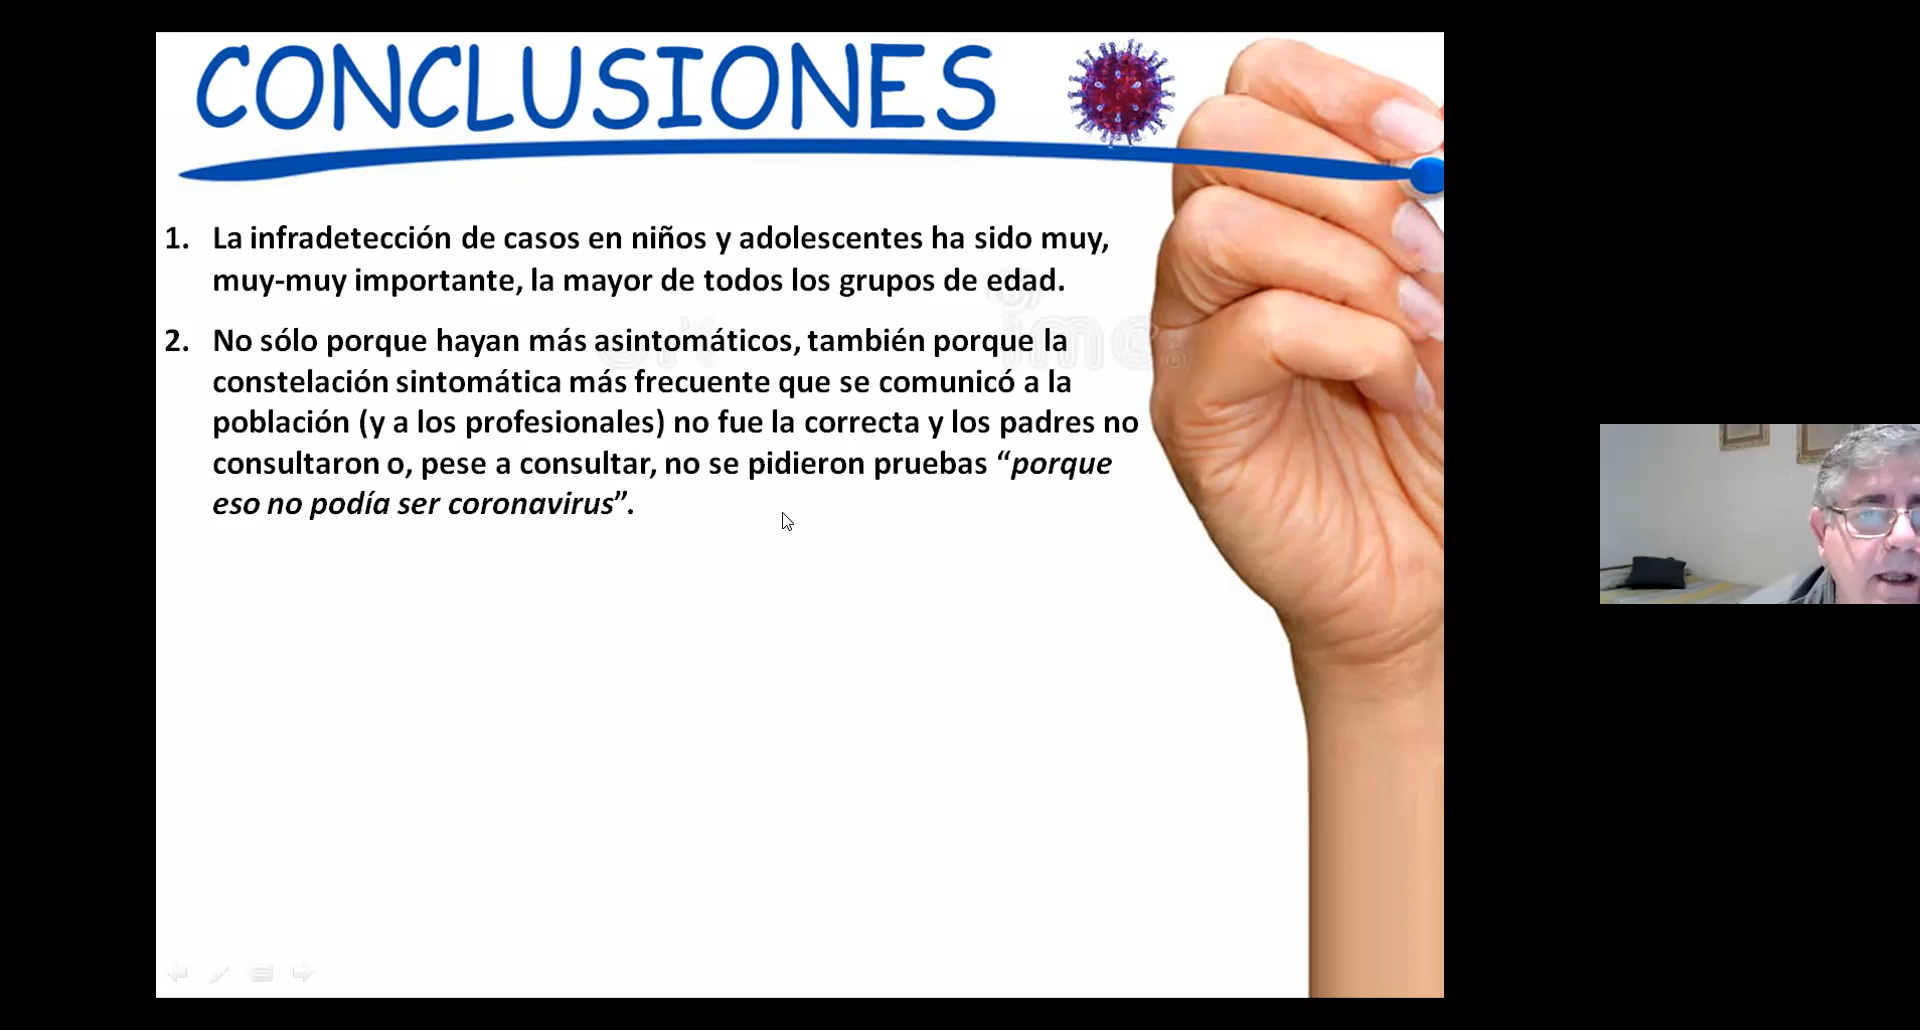 CONCLUSIONES
1. La infradetección de casos en niños y adolescentes ha sido muy,
muy-muy importante, la mayor de todos los grupos de edad.
2. No sólo porque hayan más asintomáticos, también porque la
constelación sintomática más frecuente que se comunicó a la
población (y a los profesionales) no fue la correcta y los padres no
consultaron o, pese a consultar, no se pidieron pruebas “porque
eso no podía ser coronavirus”.